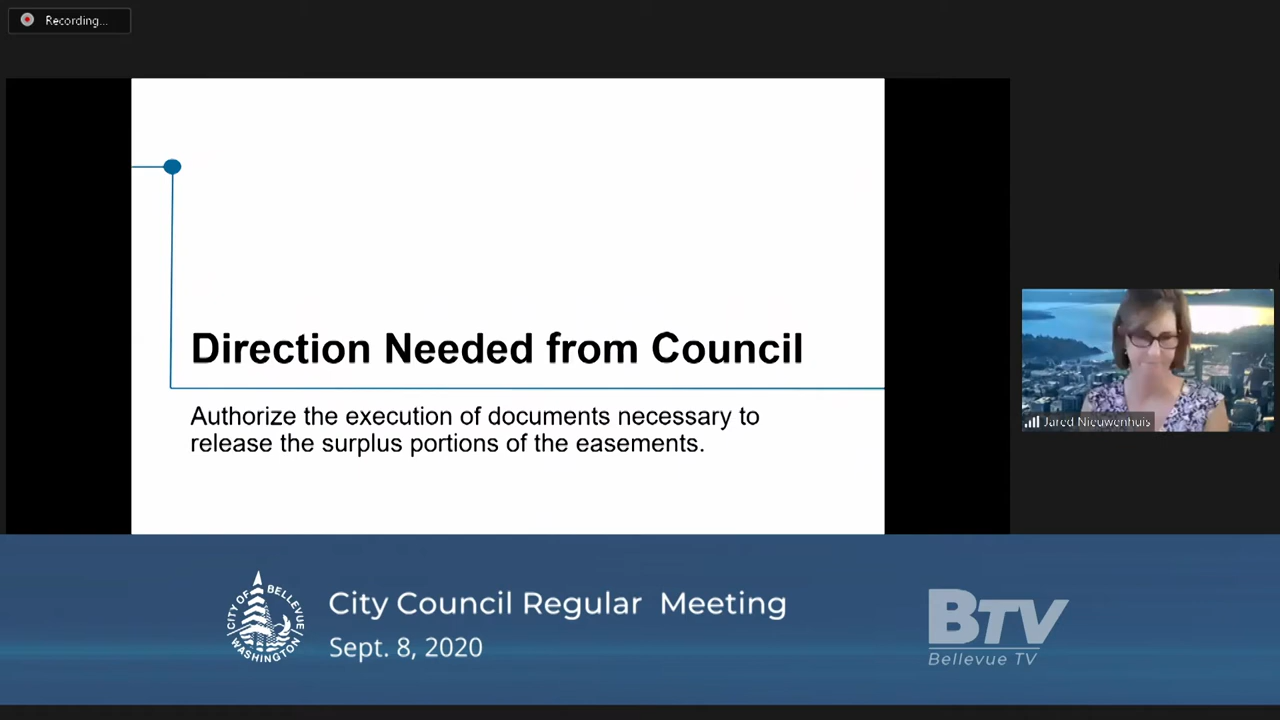 Recording...
Direction Needed from Council
Authorize the execution of documents necessary to
release the surplus portions of the easements.
Jared Nieuwenhuis
CITY OF BELLEVUE
WASHINGTON
City Council Regular Meeting
Sept. 8, 2020
BTV
Bellevue TV